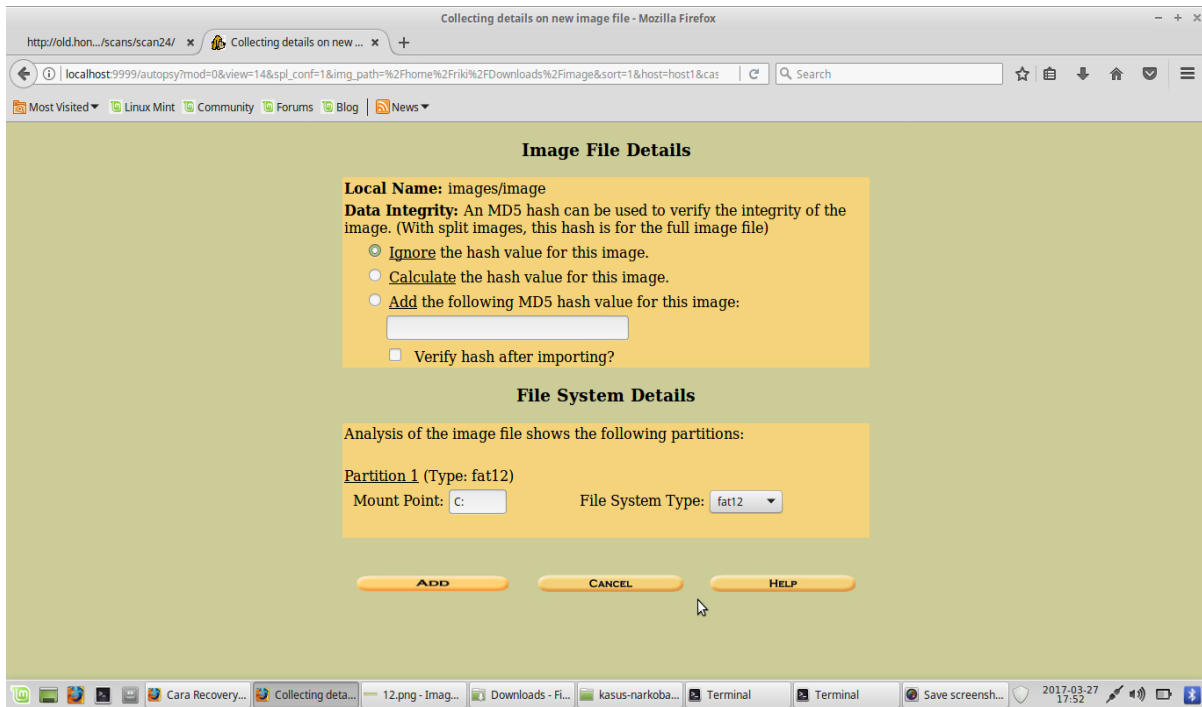 Collecting details on new image file - Mozilla Firefox
http://old.hon.../scans/scan24/
Collecting details on new ...
localhost:9999/autopsy?mod=0&view=14&spl_conf=1&img_path=%2Fhome%2Friki%2FDownloads%2Fimage&sort=1&host=host1&cas
Search
Most Visited
Linux Mint
Community
Forums
Blog
News
Image File Details
Local Name: images/image
Data Integrity: An MD5 hash can be used to verify the integrity of the
image. (With split images, this hash is for the full image file)
Ignore the hash value for this image.
Calculate the hash value for this image.
Add the following MD5 hash value for this image:
Verify hash after importing?
File System Details
Analysis of the image file shows the following partitions:
Partition 1 (Type: fat12)
Mount Point: C:
File System Type: fat12
ADD
CANCEL
HELP
Cara Recovery...
Collecting deta...
12.png - Imag...
Downloads - Fi...
kasus-narkoba...
Terminal
Terminal
Save screensh...
2017-03-27
17:52